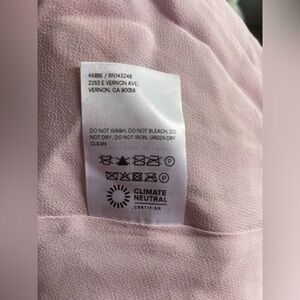 46886 / RN143248
2263 E VERNON AVE.
VERNON, CA 90058
DO NOT WASH. DO NOT BLEACH. DO
NOT DRY. DO NOT IRON. GREEN DRY
CLEAN
CLIMATE
NEUTRAL
CERTIFIED